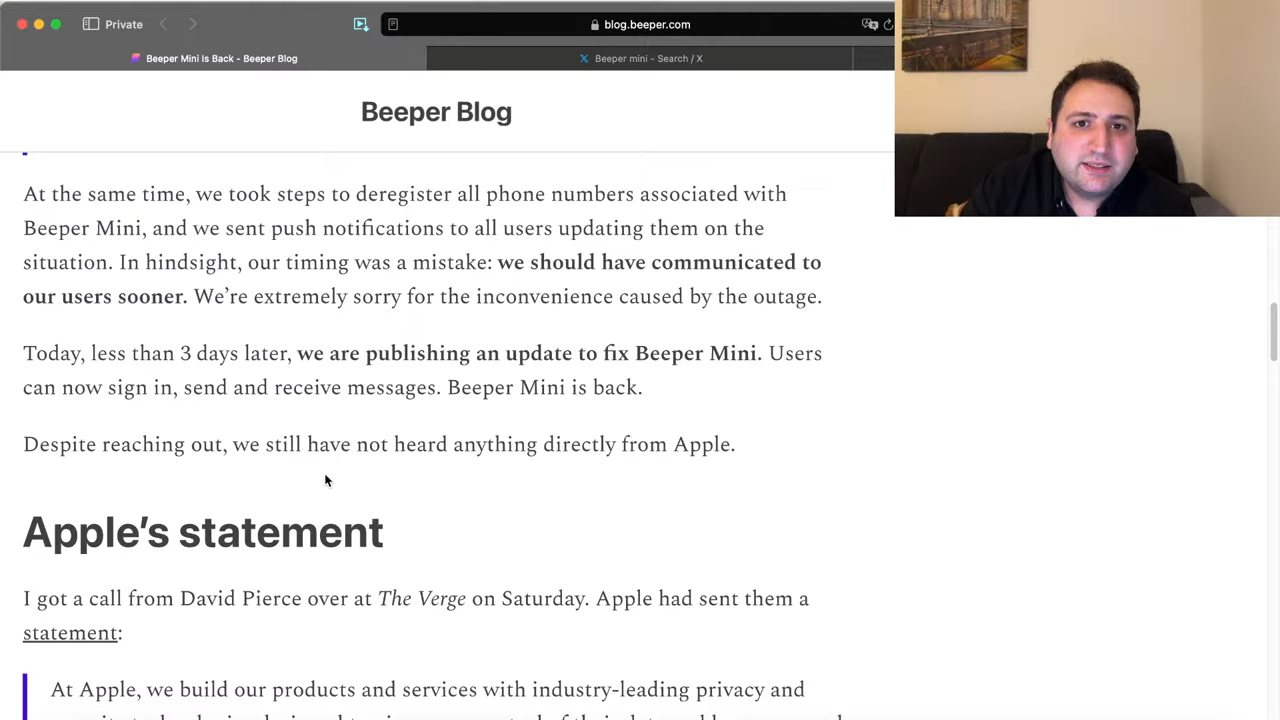 Private
blog.beeper.com
Beeper Mini Is Back - Beeper Blog
Beeper mini - Search / X
Beeper Blog
At the same time, we took steps to deregister all phone numbers associated with
Beeper Mini, and we sent push notifications to all users updating them on the
situation. In hindsight, our timing was a mistake: we should have communicated to
our users sooner. We’re extremely sorry for the inconvenience caused by the outage.
Today, less than 3 days later, we are publishing an update to fix Beeper Mini. Users
can now sign in, send and receive messages. Beeper Mini is back.
Despite reaching out, we still have not heard anything directly from Apple.
Apple’s statement
I got a call from David Pierce over at The Verge on Saturday. Apple had sent them a
statement:
At Apple, we build our products and services with industry-leading privacy and